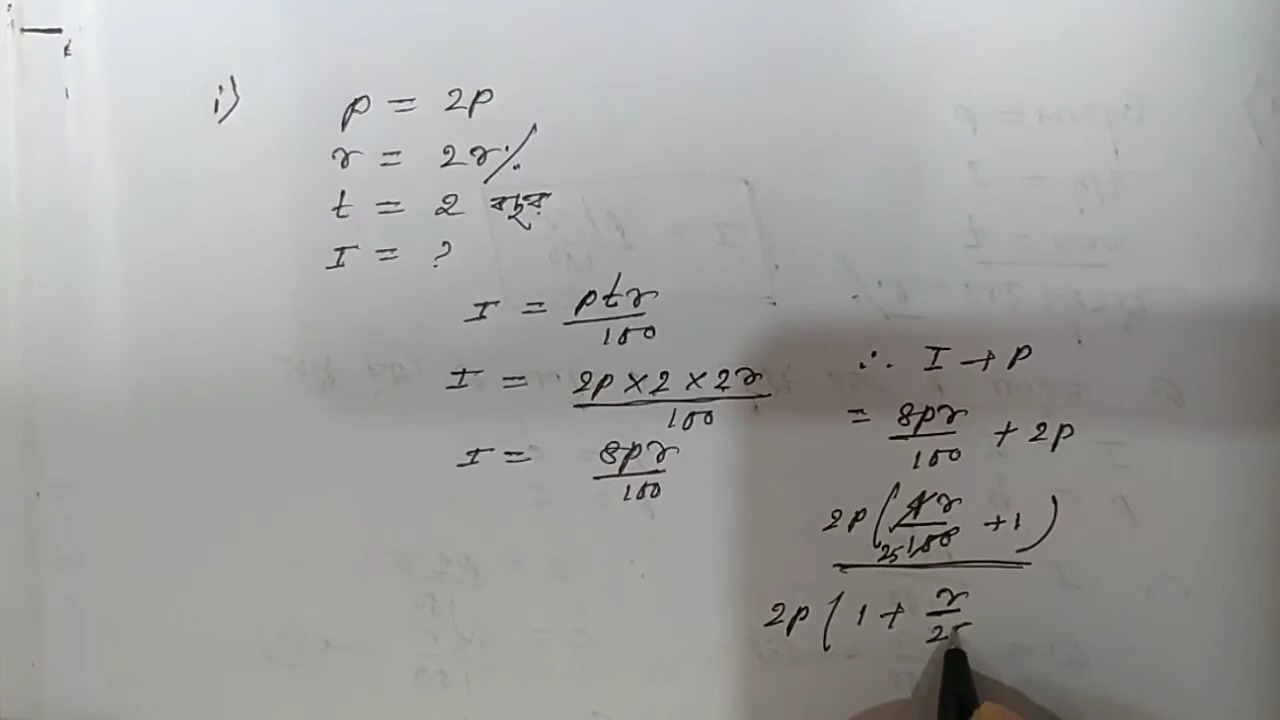 i)
p = 2p
r = 2r%
t = 2 বছর
I = ?
I = ptr/100
I = 2p × 2 × 2r/100
I = 8pr/100
∴ I + p
= 8pr/100 + 2p
2p(4r/100 + 1)
25
2p(1 + r/25